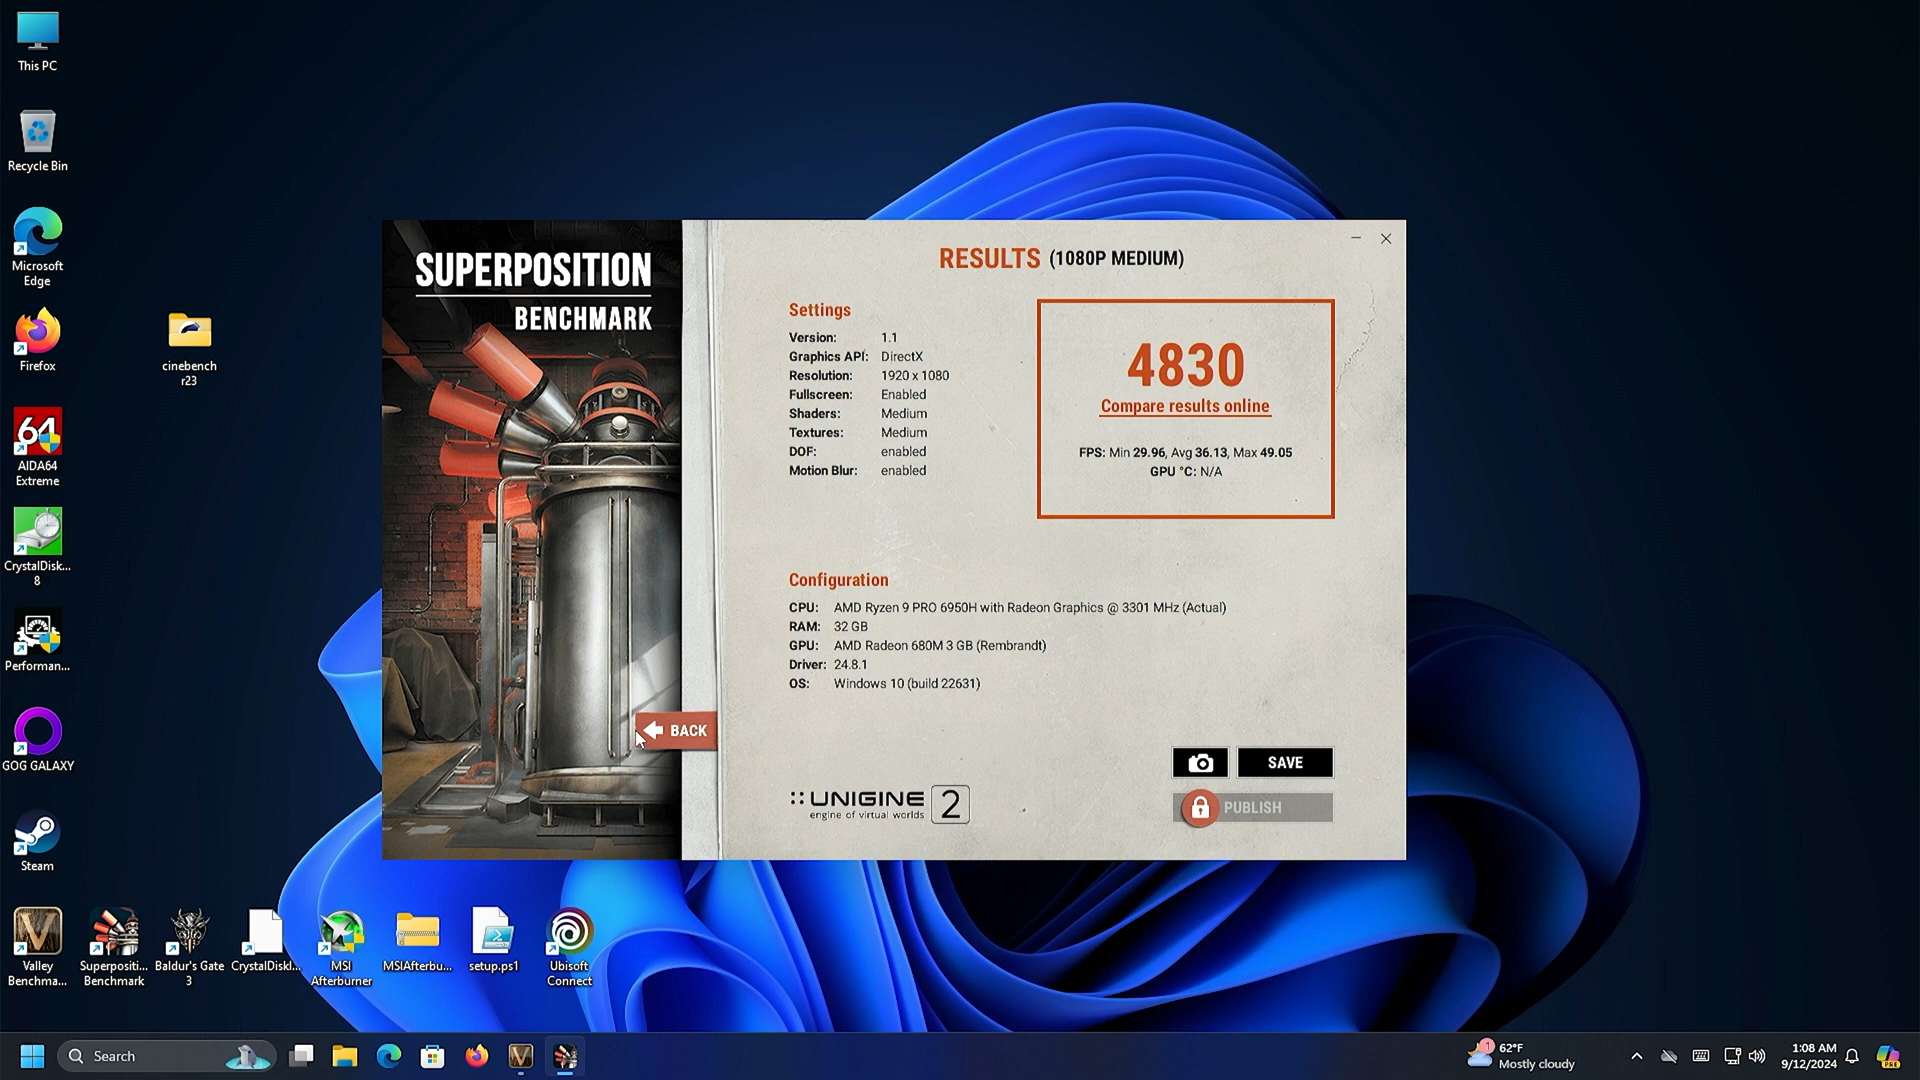 This PC
Recycle Bin
Microsoft
Edge
Firefox
cinebench
r23
64
AIDA64
Extreme
CrystalDisk...
8
Performan...
GOG GALAXY
Steam
Valley
Benchma...
Superpositi...
Benchmark
Baldur's Gate
3
CrystalDiskI...
MSI
Afterburner
MSIAfterbu...
setup.ps1
Ubisoft
Connect
SUPERPOSITION
BENCHMARK
BACK
RESULTS (1080P MEDIUM)
Settings
Version: 1.1
Graphics API: DirectX
Resolution: 1920 x 1080
Fullscreen: Enabled
Shaders: Medium
Textures: Medium
DOF: enabled
Motion Blur: enabled
4830
Compare results online
FPS: Min 29.96, Avg 36.13, Max 49.05
GPU °C: N/A
Configuration
CPU: AMD Ryzen 9 PRO 6950H with Radeon Graphics @ 3301 MHz (Actual)
RAM: 32 GB
GPU: AMD Radeon 680M 3 GB (Rembrandt)
Driver: 24.8.1
OS: Windows 10 (build 22631)
SAVE
PUBLISH
UNIGINE 2
engine of virtual worlds
Search
1
62°F
Mostly cloudy
1:08 AM
9/12/2024
PRE